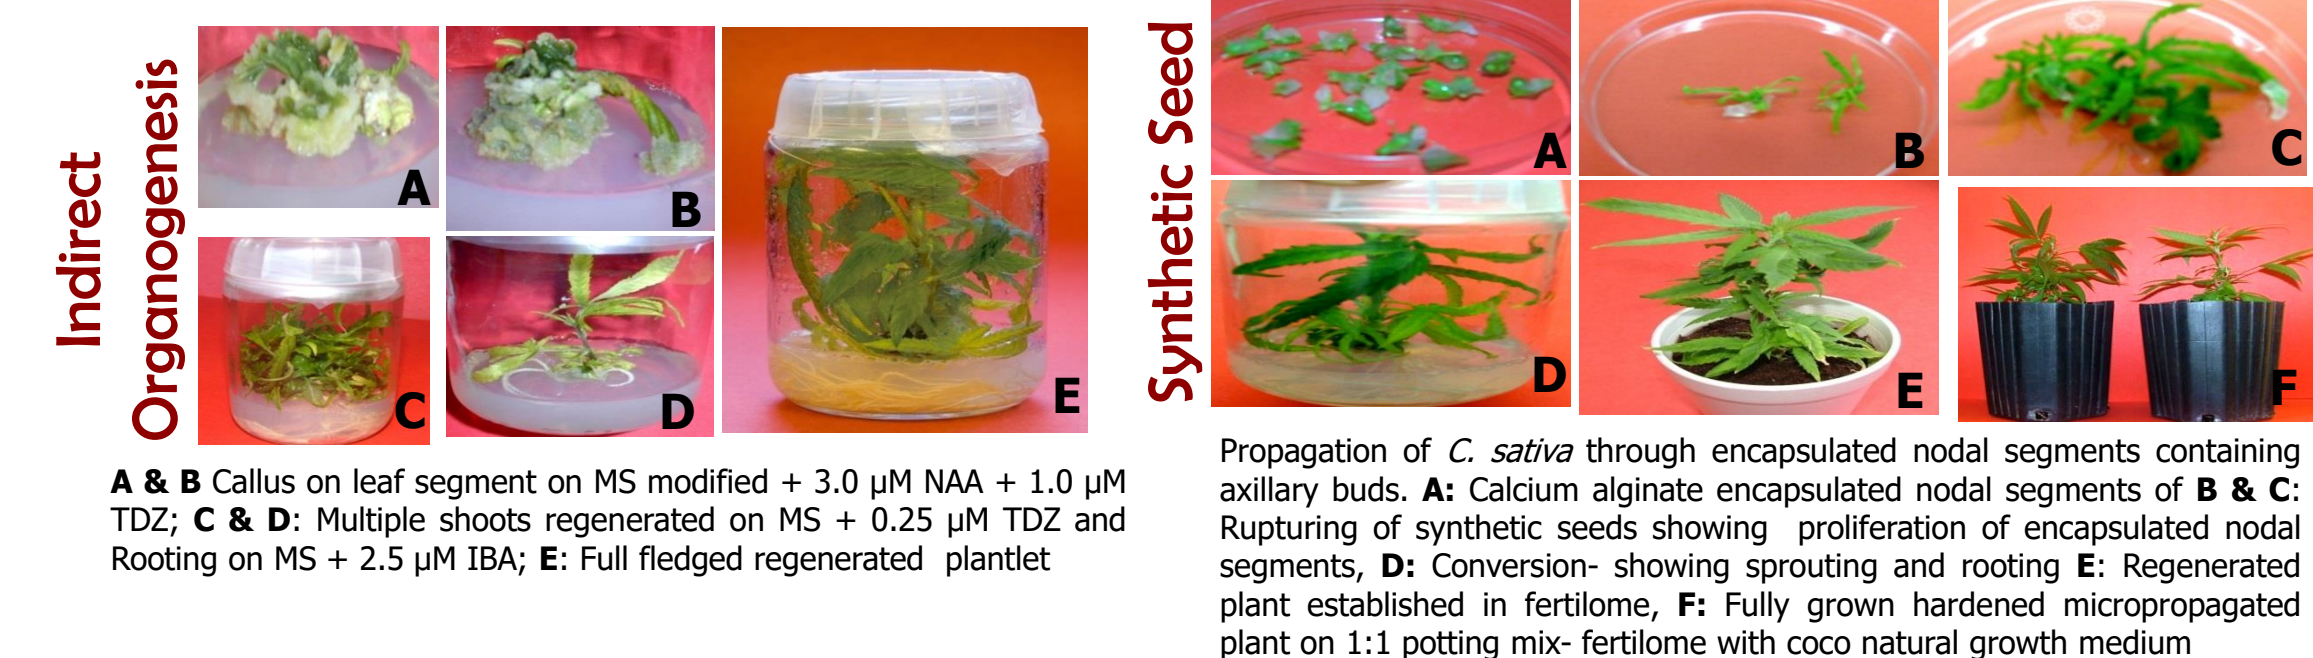 Indirect
Organogenesis
A
B
C
D
E
A & B Callus on leaf segment on MS modified + 3.0 µM NAA + 1.0 µM
TDZ; C & D: Multiple shoots regenerated on MS + 0.25 µM TDZ and
Rooting on MS + 2.5 µM IBA; E: Full fledged regenerated plantlet
Synthetic Seed
A
B
C
D
E
F
Propagation of C. sativa through encapsulated nodal segments containing
axillary buds. A: Calcium alginate encapsulated nodal segments of B & C:
Rupturing of synthetic seeds showing proliferation of encapsulated nodal
segments, D: Conversion- showing sprouting and rooting E: Regenerated
plant established in fertilome, F: Fully grown hardened micropropagated
plant on 1:1 potting mix- fertilome with coco natural growth medium